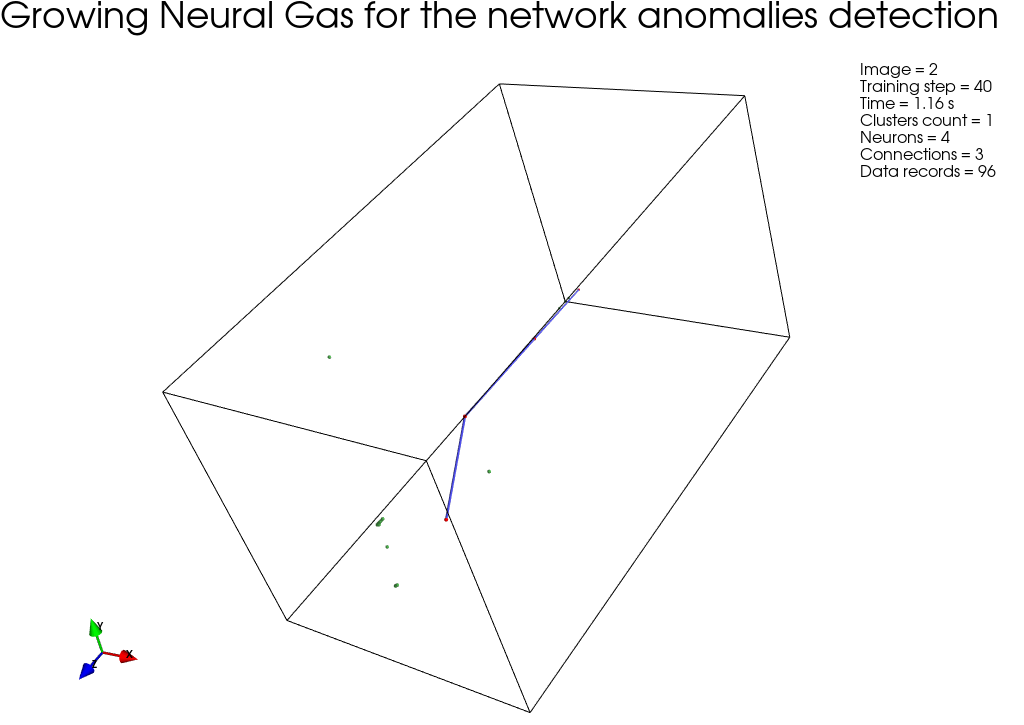 Growing Neural Gas for the network anomalies detection
Image = 2
Training step = 40
Time = 1.16 s
Clusters count = 1
Neurons = 4
Connections = 3
Data records = 96
Y
X
Z